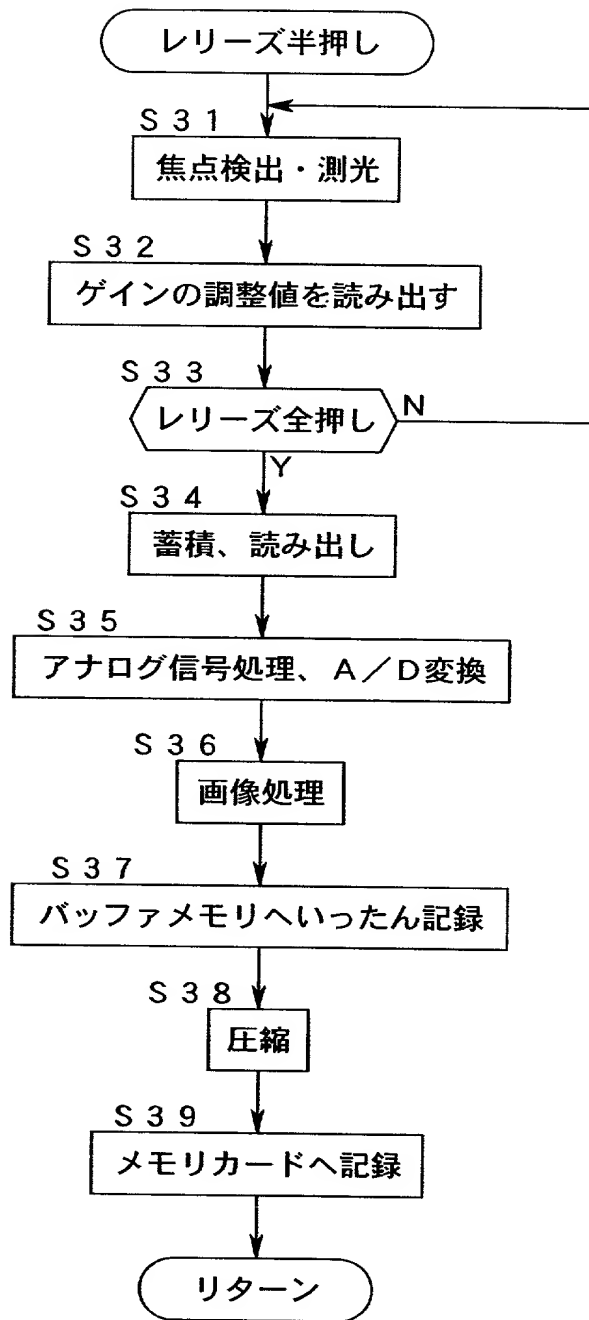 レリーズ半押し
S31
焦点検出・測光
S32
ゲインの調整値を読み出す
S33
レリーズ全押し
N
Y
S34
蓄積、読み出し
S35
アナログ信号処理、A／D変換
S36
画像処理
S37
バッファメモリへいったん記録
S38
圧縮
S39
メモリカードへ記録
リターン